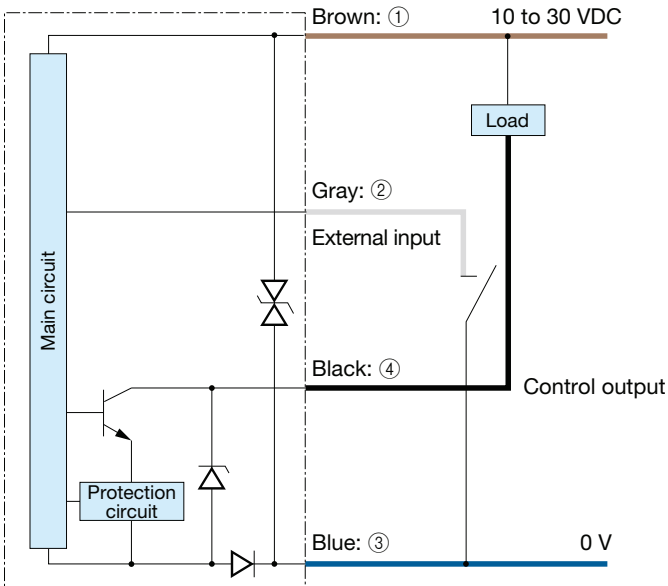 Brown: ①
10 to 30 VDC
Load
Gray: ②
External input
Main circuit
Black: ④
Control output
Protection
circuit
Blue: ③
0 V